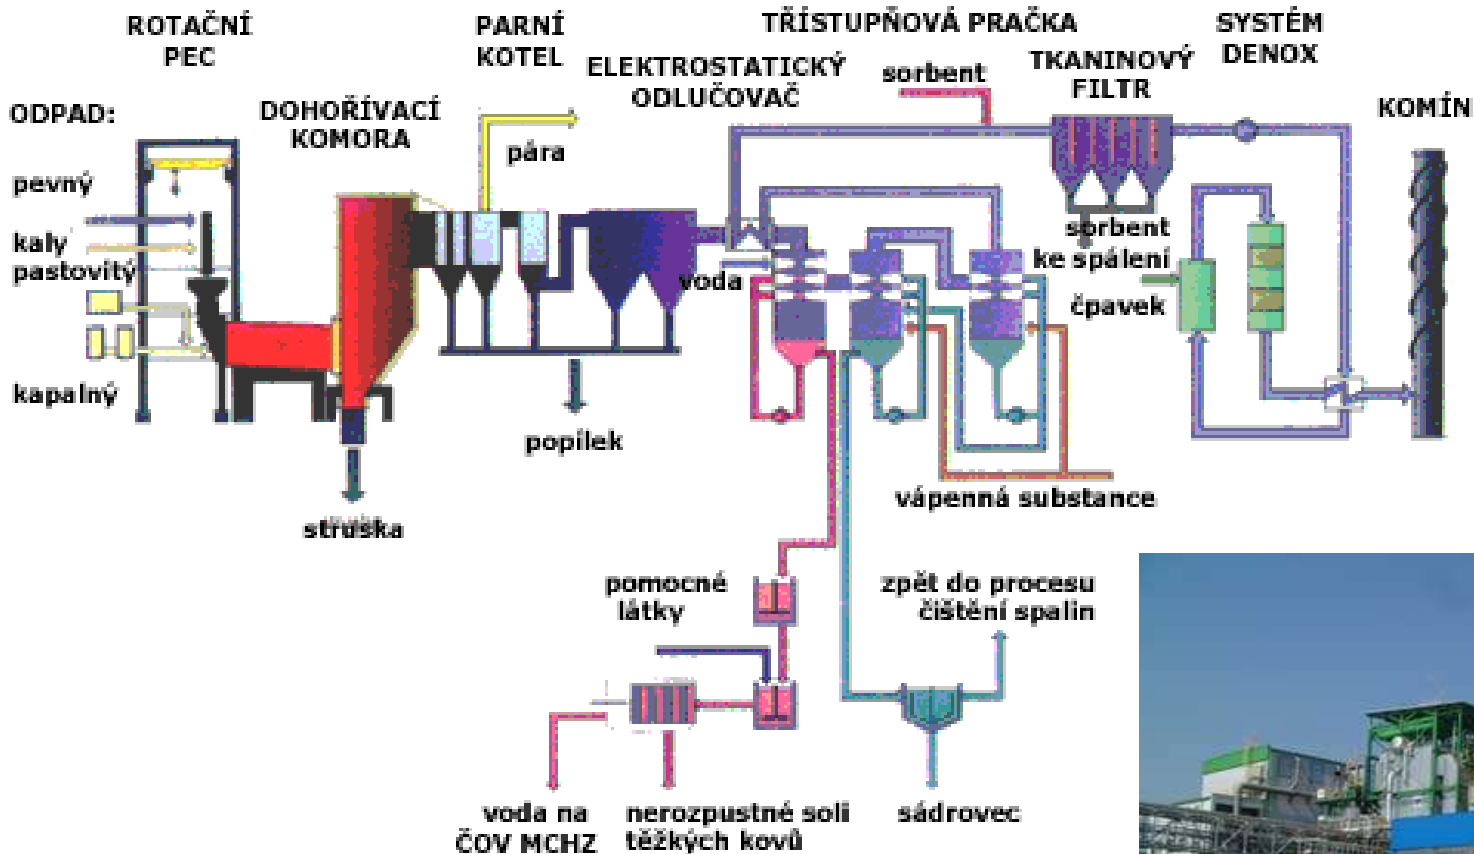 ROTAČNÍ
PEC
PARNÍ
KOTEL
TŘÍSTUPŇOVÁ PRAČKA
SYSTÉM
DENOX
ELEKTROSTATICKÝ
ODLUČOVAČ
sorbent
TKANINOVÝ
FILTR
KOMÍN
ODPAD:
DOHOŘÍVACÍ
KOMORA
pára
pevný
kaly
pastovitý
kapalný
voda
sorbent
ke spálení
čpavek
popílek
struška
vápenná substance
pomocné
látky
zpět do procesu
čištění spalin
voda na
ČOV MCHZ
nerozpustné soli
těžkých kovů
sádrovec